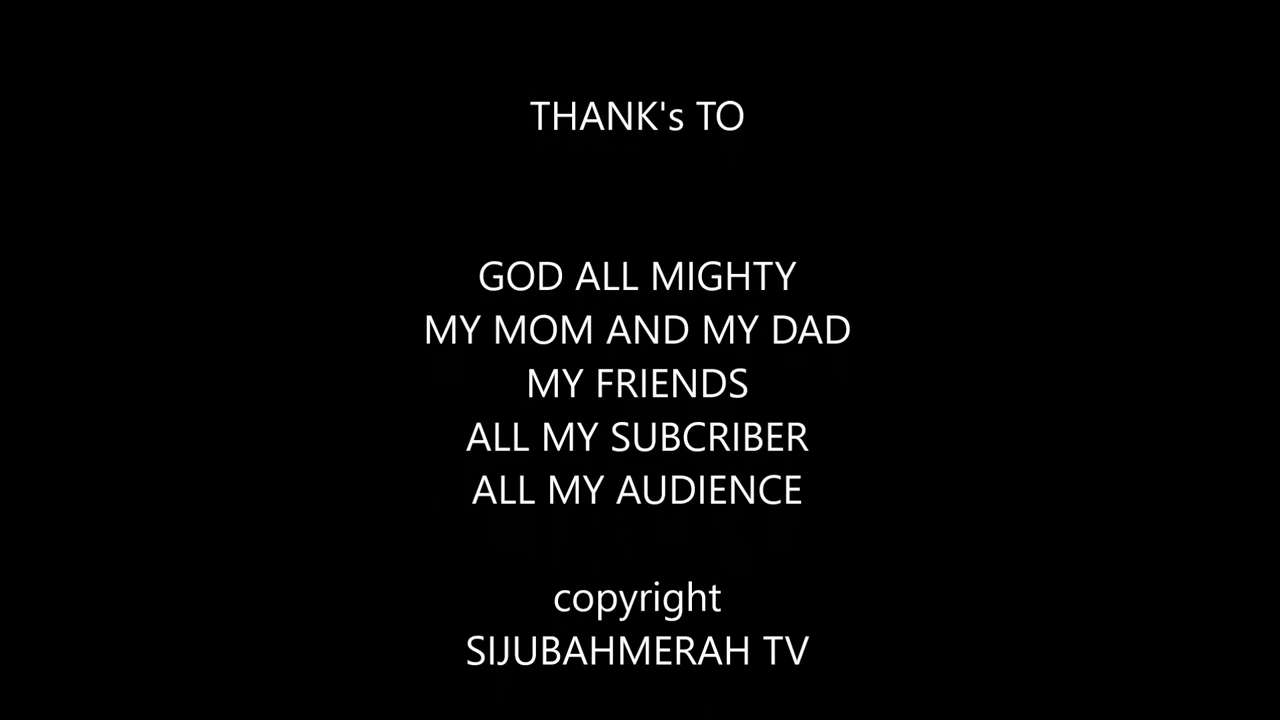 THANK's TO
GOD ALL MIGHTY
MY MOM AND MY DAD
MY FRIENDS
ALL MY SUBCRIBER
ALL MY AUDIENCE
copyright
SIJUBAHMERAH TV